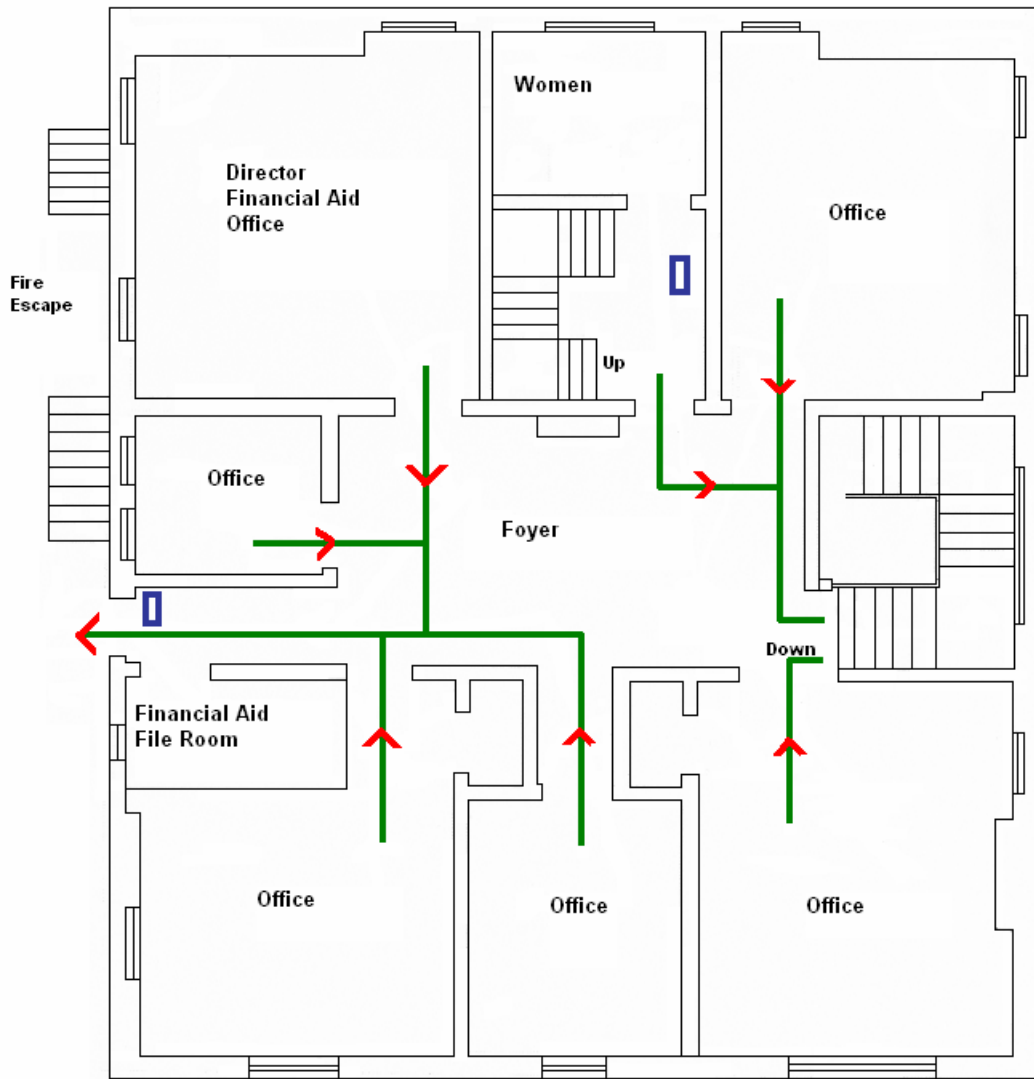 Women
Director
Financial Aid
Office
Office
Fire
Escape
Up
Office
Foyer
Down
Financial Aid
File Room
Office
Office
Office